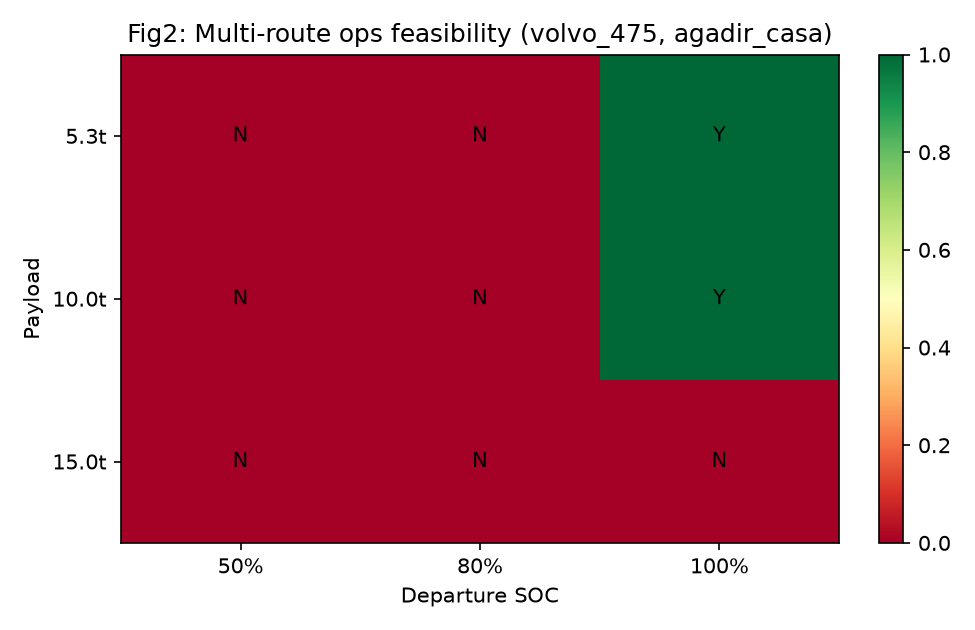 Fig2: Multi-route ops feasibility (volvo_475, agadir_casa)
Payload
5.3t
N
N
Y
10.0t
N
N
Y
15.0t
N
N
N
50%
80%
100%
Departure SOC
1.0
0.8
0.6
0.4
0.2
0.0